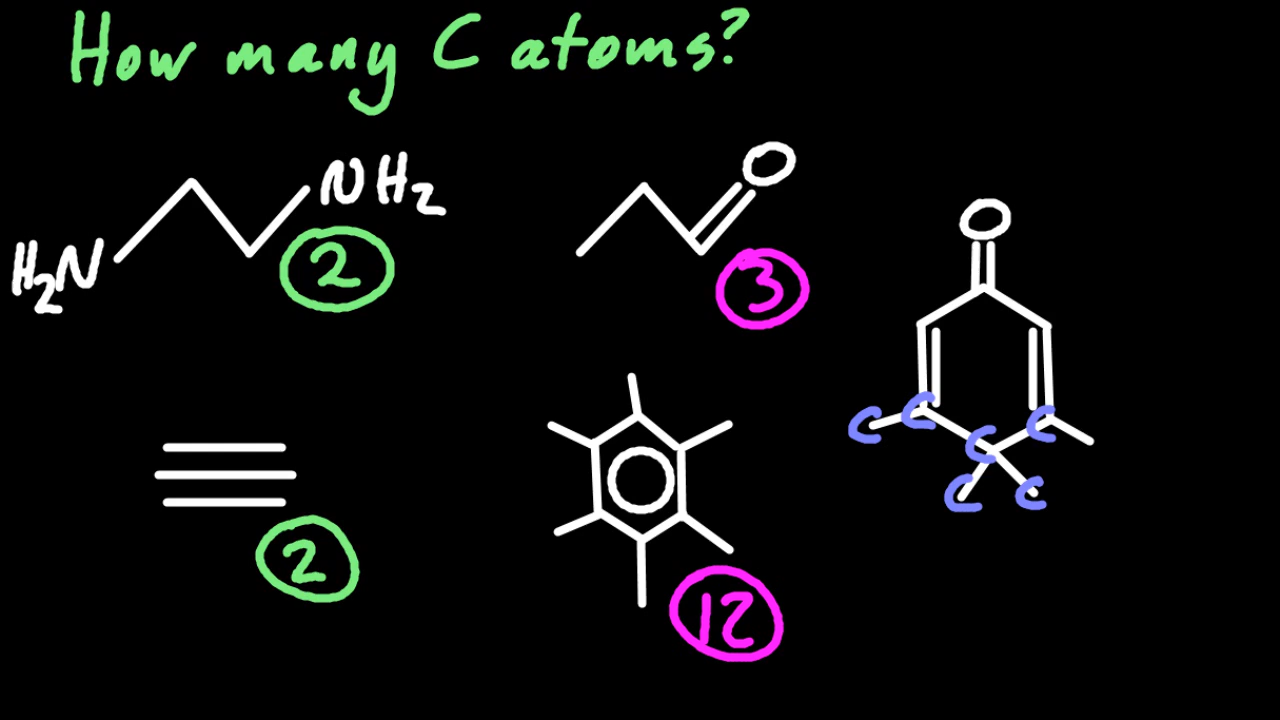 How many C atoms?
H₂N NH₂
2
O
3
O
C C C C
C C
2
12